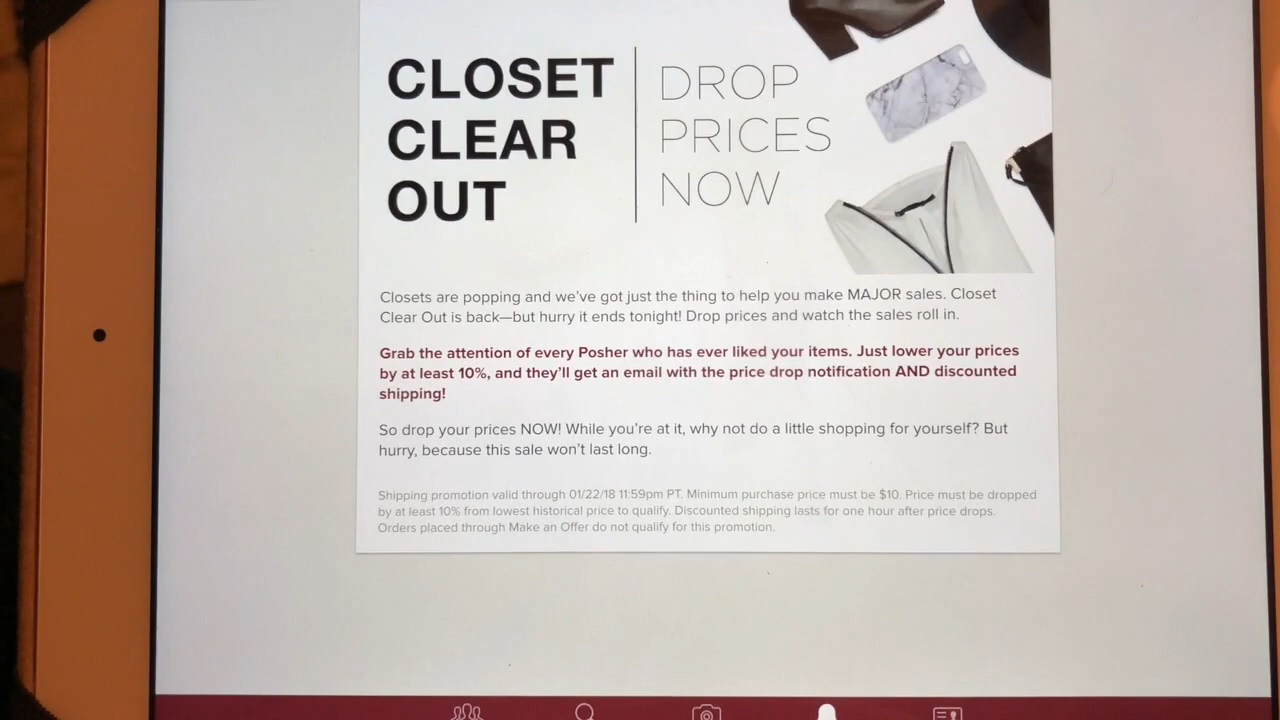 CLOSET
CLEAR
OUT
DROP
PRICES
NOW
Closets are popping and we've got just the thing to help you make MAJOR sales. Closet
Clear Out is back—but hurry it ends tonight! Drop prices and watch the sales roll in.
Grab the attention of every Posher who has ever liked your items. Just lower your prices
by at least 10%, and they'll get an email with the price drop notification AND discounted
shipping!
So drop your prices NOW! While you're at it, why not do a little shopping for yourself? But
hurry, because this sale won't last long.
Shipping promotion valid through 01/22/18 11:59pm PT. Minimum purchase price must be $10. Price must be dropped
by at least 10% from lowest historical price to qualify. Discounted shipping lasts for one hour after price drops.
Orders placed through Make an Offer do not qualify for this promotion.